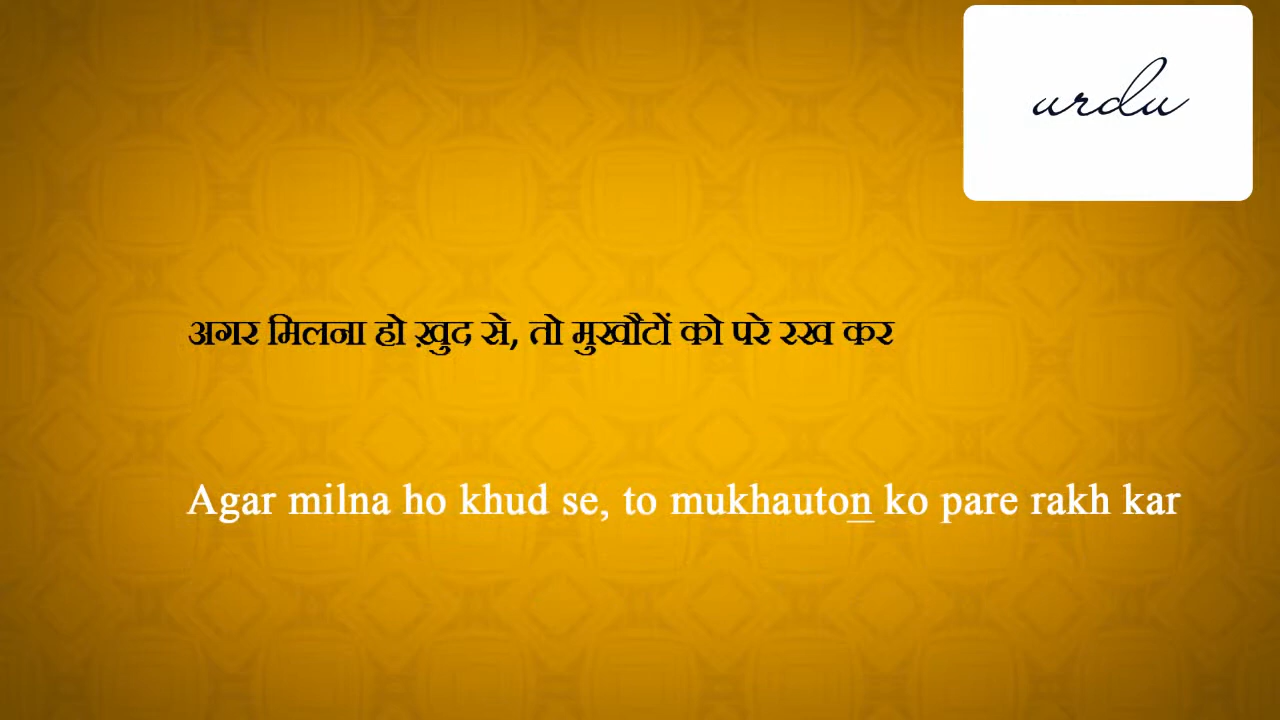 urdu
अगर मिलना हो ख़ुद से, तो मुखौटों को परे रख कर
Agar milna ho khud se, to mukhauton ko pare rakh kar